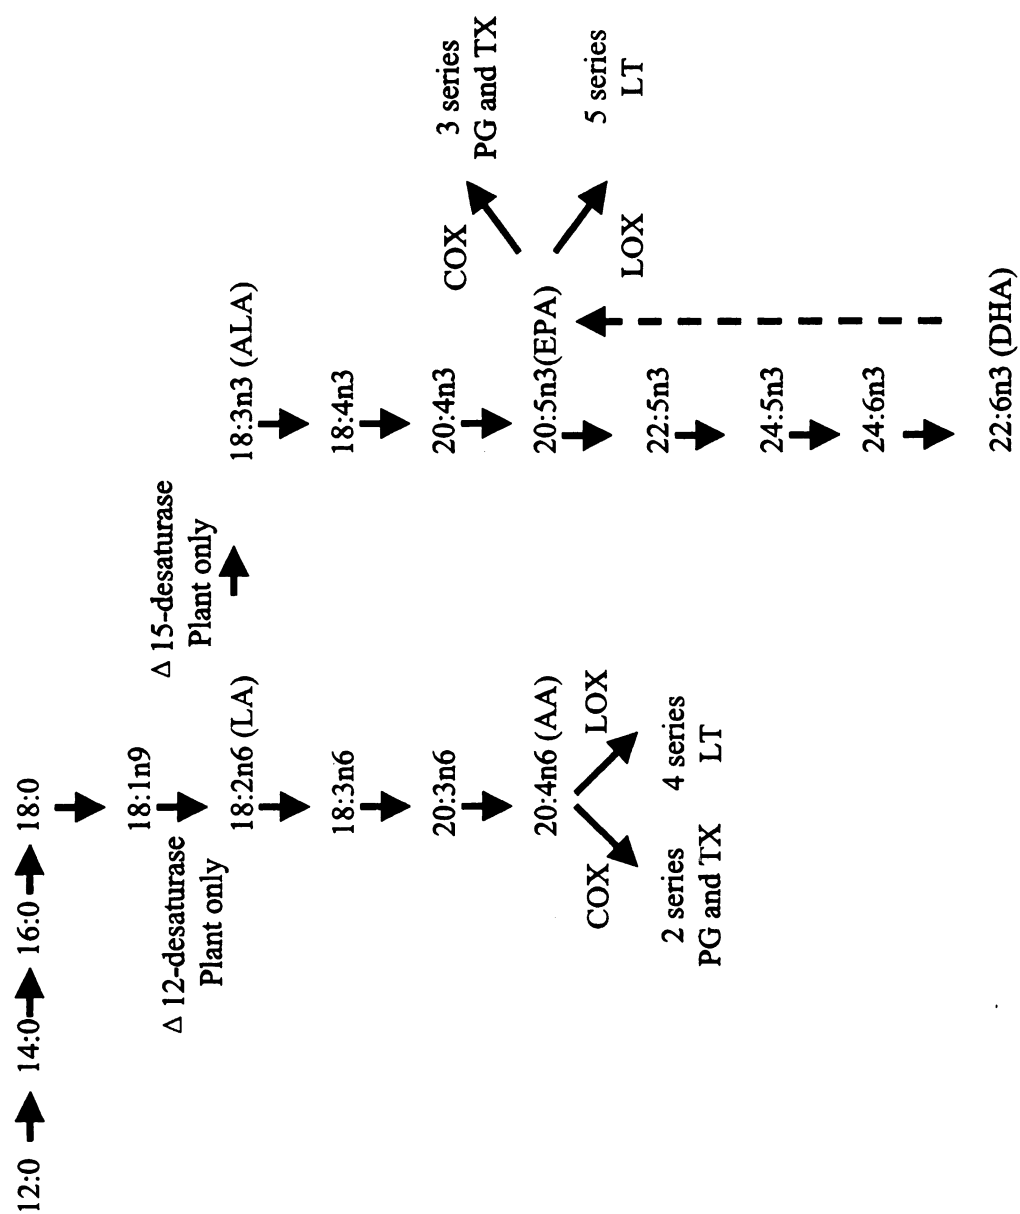 12:0
14:0
16:0
18:0
18:1n9
Δ 12-desaturase
Plant only
Δ 15-desaturase
Plant only
18:2n6 (LA)
18:3n3 (ALA)
18:3n6
18:4n3
20:3n6
20:4n3
COX
3 series
PG and TX
20:4n6 (AA)
20:5n3(EPA)
COX
LOX
LOX
5 series
LT
2 series
PG and TX
4 series
LT
22:5n3
24:5n3
24:6n3
22:6n3 (DHA)